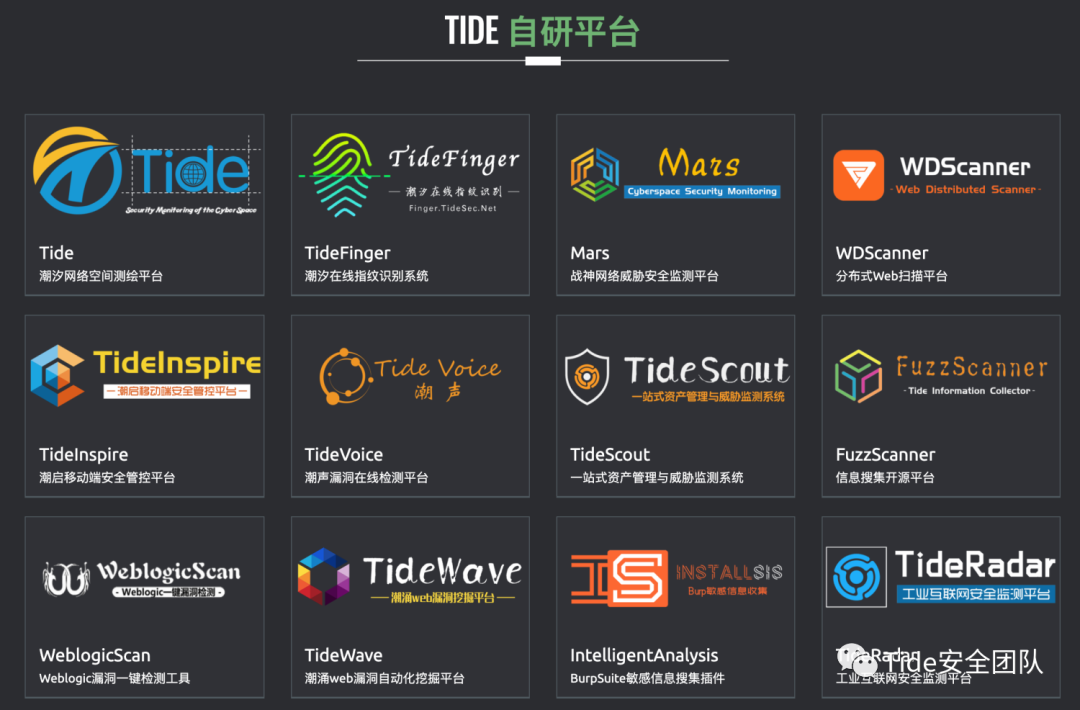 TIDE 自研平台
Tide
Security Monitoring of the Cyber Space
Tide
潮汐网络空间测绘平台
TideFinger
潮汐在线指纹识别
Finger.TideSec.Net
TideFinger
潮汐在线指纹识别系统
Mars
Cyberspace Security Monitoring
Mars
战神网络威胁安全监测平台
WDScanner
- Web Distributed Scanner -
WDScanner
分布式Web扫描平台
TideInspire
潮启移动端安全管控平台
TideInspire
潮启移动端安全管控平台
Tide Voice
潮声
TideVoice
潮声漏洞在线检测平台
TideScout
一站式资产管理与威胁监测系统
TideScout
一站式资产管理与威胁监测系统
FuzzScanner
- Tide Information Collector -
FuzzScanner
信息搜集开源平台
WeblogicScan
· Weblogic一键漏洞检测 ·
WeblogicScan
Weblogic漏洞一键检测工具
TideWave
潮涌web漏洞挖掘平台
TideWave
潮涌web漏洞自动化挖掘平台
IS
INSTALLSIS
Burp敏感信息收集
IntelligentAnalysis
BurpSuite敏感信息搜集插件
TideRadar
工业互联网安全监测平台
TideRadar
工业互联网安全监测平台
Tide安全团队